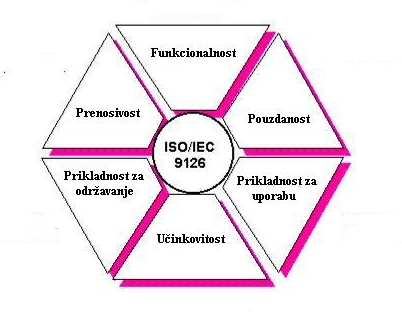 Funkcionalnost
Prenosivost
Pouzdanost
ISO/IEC
9126
Prikladnost za
održavanje
Prikladnost za
uporabu
Učinkovitost